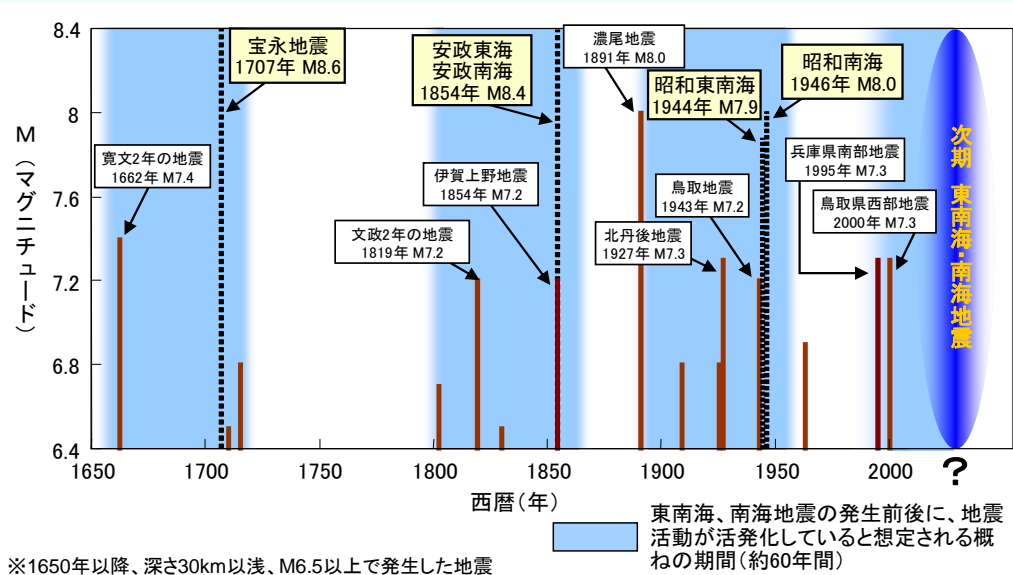 8.4
8
7.6
7.2
6.8
6.4
M（マグニチュード）
宝永地震
1707年 M8.6
安政東海
安政南海
1854年 M8.4
濃尾地震
1891年 M8.0
昭和東南海
1944年 M7.9
昭和南海
1946年 M8.0
寛文2年の地震
1662年 M7.4
伊賀上野地震
1854年 M7.2
文政2年の地震
1819年 M7.2
鳥取地震
1943年 M7.2
北丹後地震
1927年 M7.3
兵庫県南部地震
1995年 M7.3
鳥取県西部地震
2000年 M7.3
次期 東南海・南海地震
1650
1700
1750
1800
1850
1900
1950
2000
?
西暦(年)
東南海、南海地震の発生前後に、地震
活動が活発化していると想定される概
ねの期間(約60年間)
※1650年以降、深さ30km以浅、M6.5以上で発生した地震